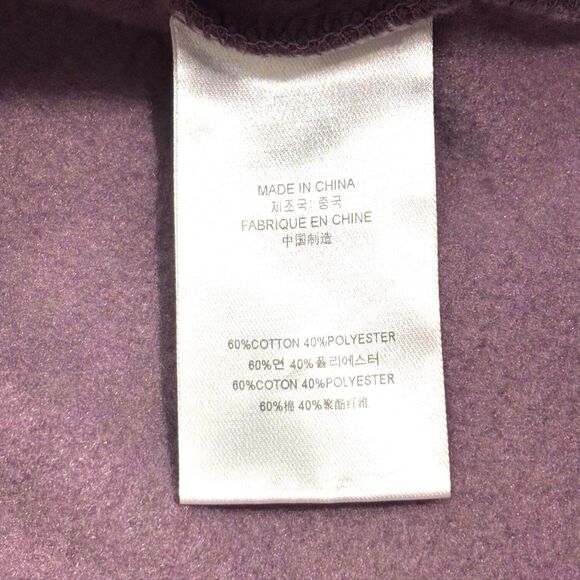 MADE IN CHINA
제조국: 중국
FABRIQUÉ EN CHINE
中国制造
60%COTTON 40%POLYESTER
60%면 40%폴리에스터
60%COTON 40%POLYESTER
60%棉 40%聚酯纤维